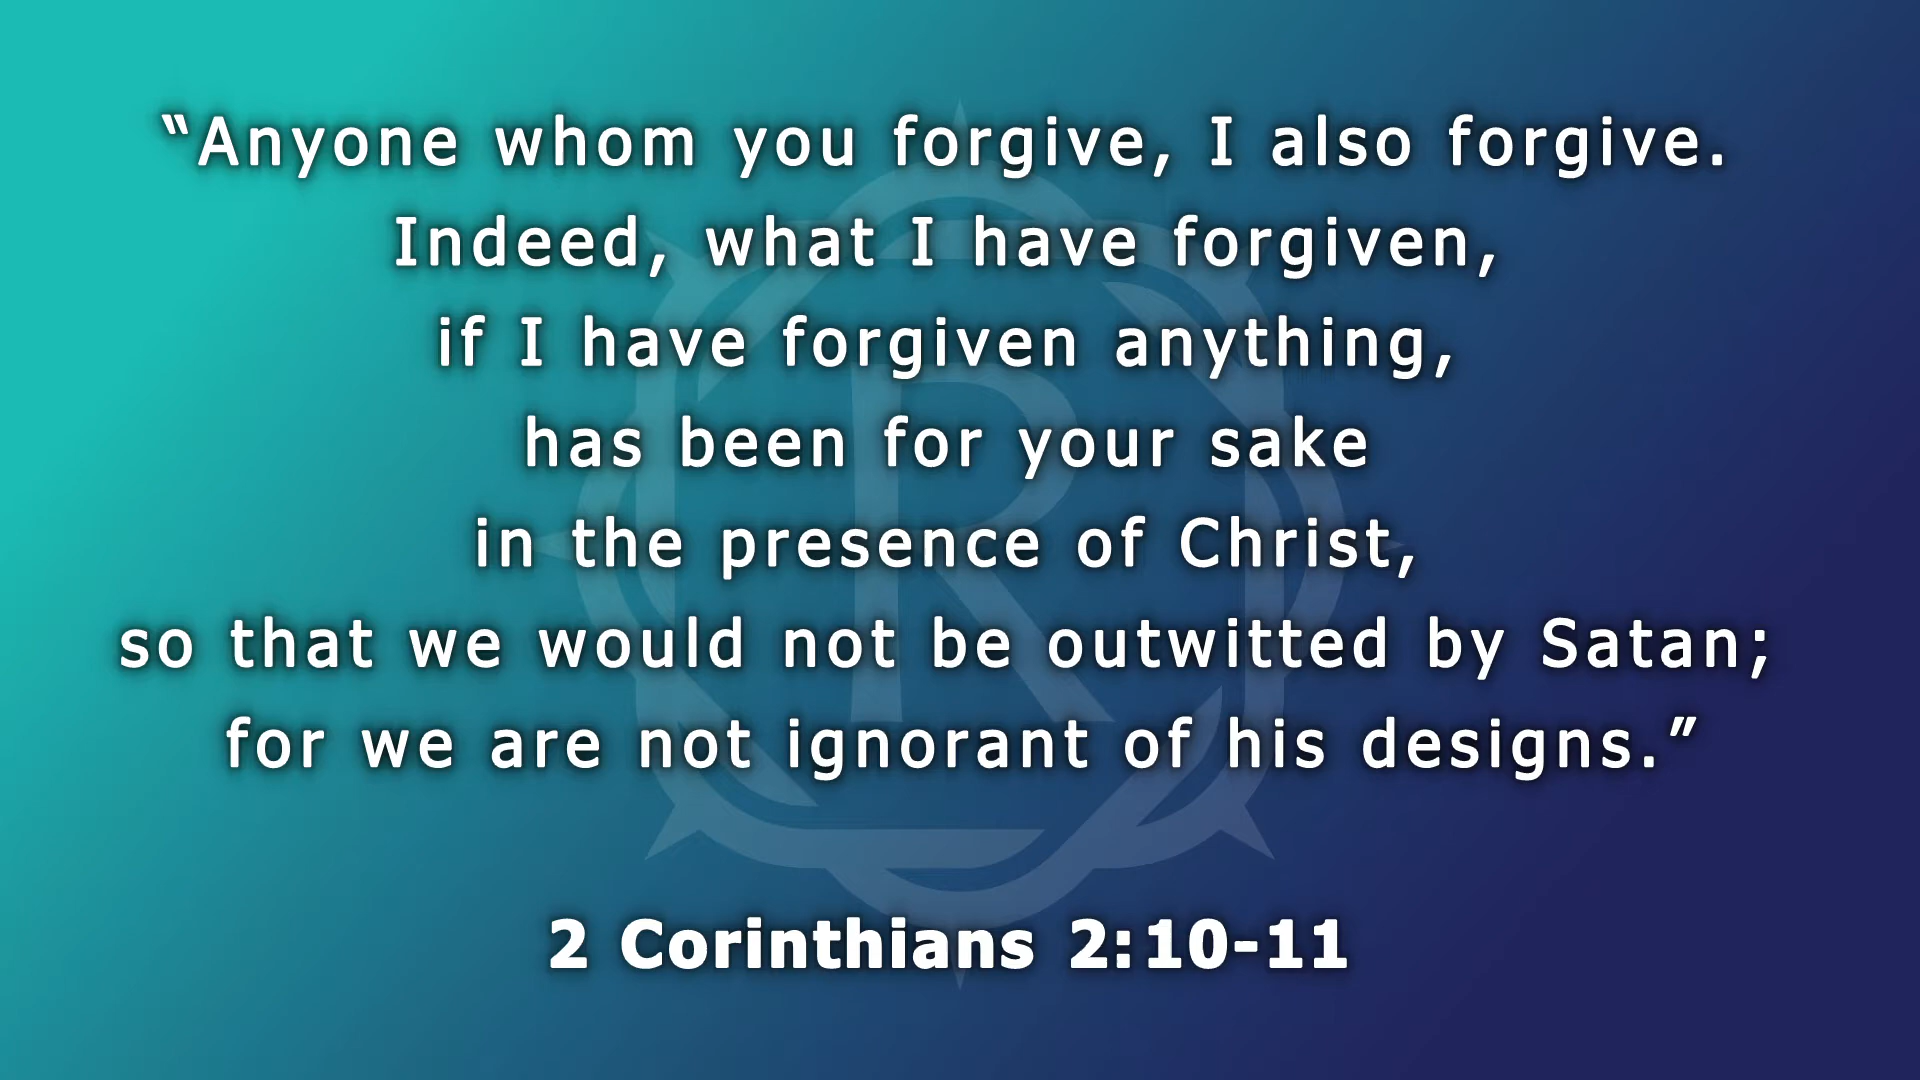 “Anyone whom you forgive, I also forgive.
Indeed, what I have forgiven,
if I have forgiven anything,
has been for your sake
in the presence of Christ,
so that we would not be outwitted by Satan;
for we are not ignorant of his designs.”
2 Corinthians 2:10-11
R